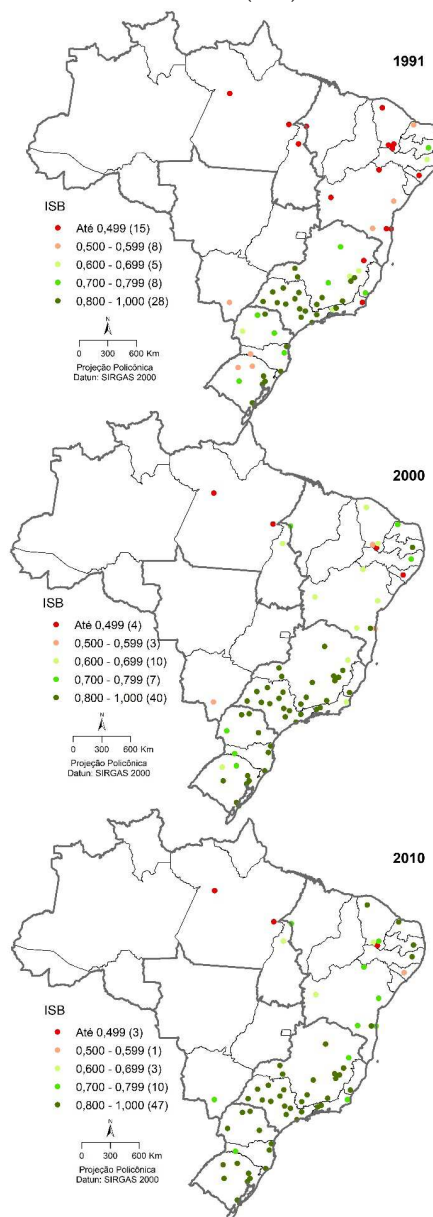 1991
ISB
Até 0,499 (15)
0,500 - 0,599 (8)
0,600 - 0,699 (5)
0,700 - 0,799 (8)
0,800 - 1,000 (28)
N
0 300 600 Km
Projeção Policônica
Datun: SIRGAS 2000
2000
ISB
Até 0,499 (4)
0,500 - 0,599 (3)
0,600 - 0,699 (10)
0,700 - 0,799 (7)
0,800 - 1,000 (40)
N
0 300 600 Km
Projeção Policônica
Datun: SIRGAS 2000
2010
ISB
Até 0,499 (3)
0,500 - 0,599 (1)
0,600 - 0,699 (3)
0,700 - 0,799 (10)
0,800 - 1,000 (47)
N
0 300 600 Km
Projeção Policônica
Datun: SIRGAS 2000